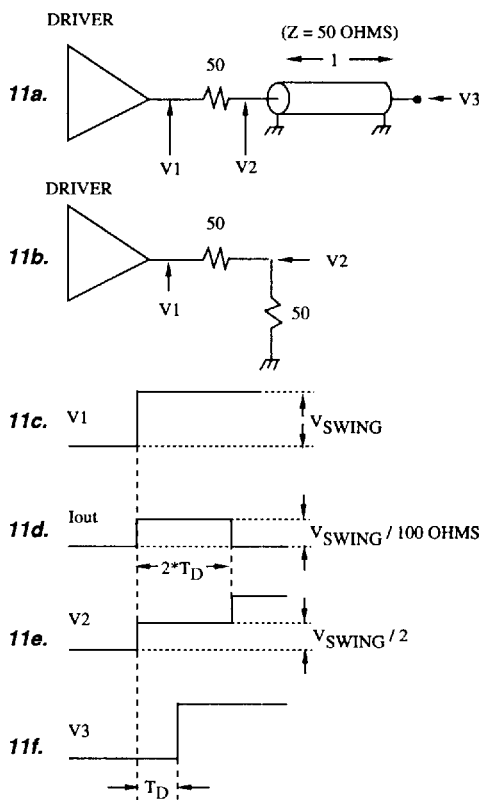 DRIVER
(Z = 50 OHMS)
11a.
50
1
V3
V1
V2
DRIVER
11b.
50
V2
V1
50
11c.
V1
VSWING
11d.
Iout
VSWING / 100 OHMS
2*TD
11e.
V2
VSWING / 2
11f.
V3
TD